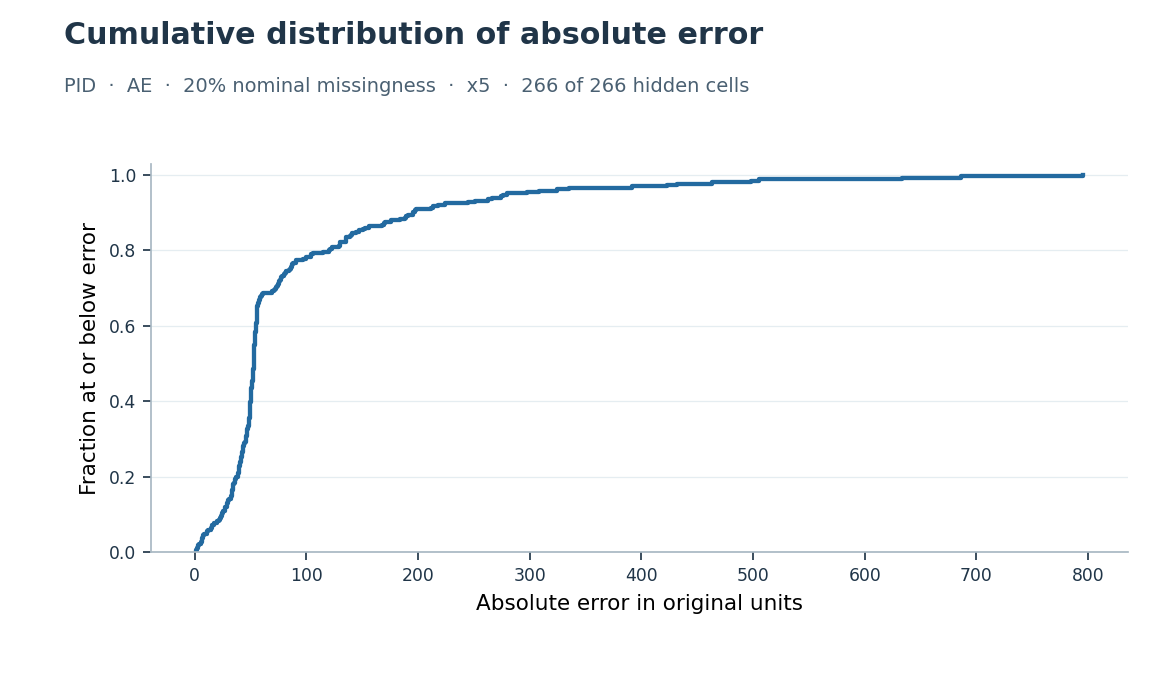 Cumulative distribution of absolute error
PID · AE · 20% nominal missingness · x5 · 266 of 266 hidden cells
1.0
0.8
0.6
0.4
0.2
0.0
Fraction at or below error
0 100 200 300 400 500 600 700 800
Absolute error in original units